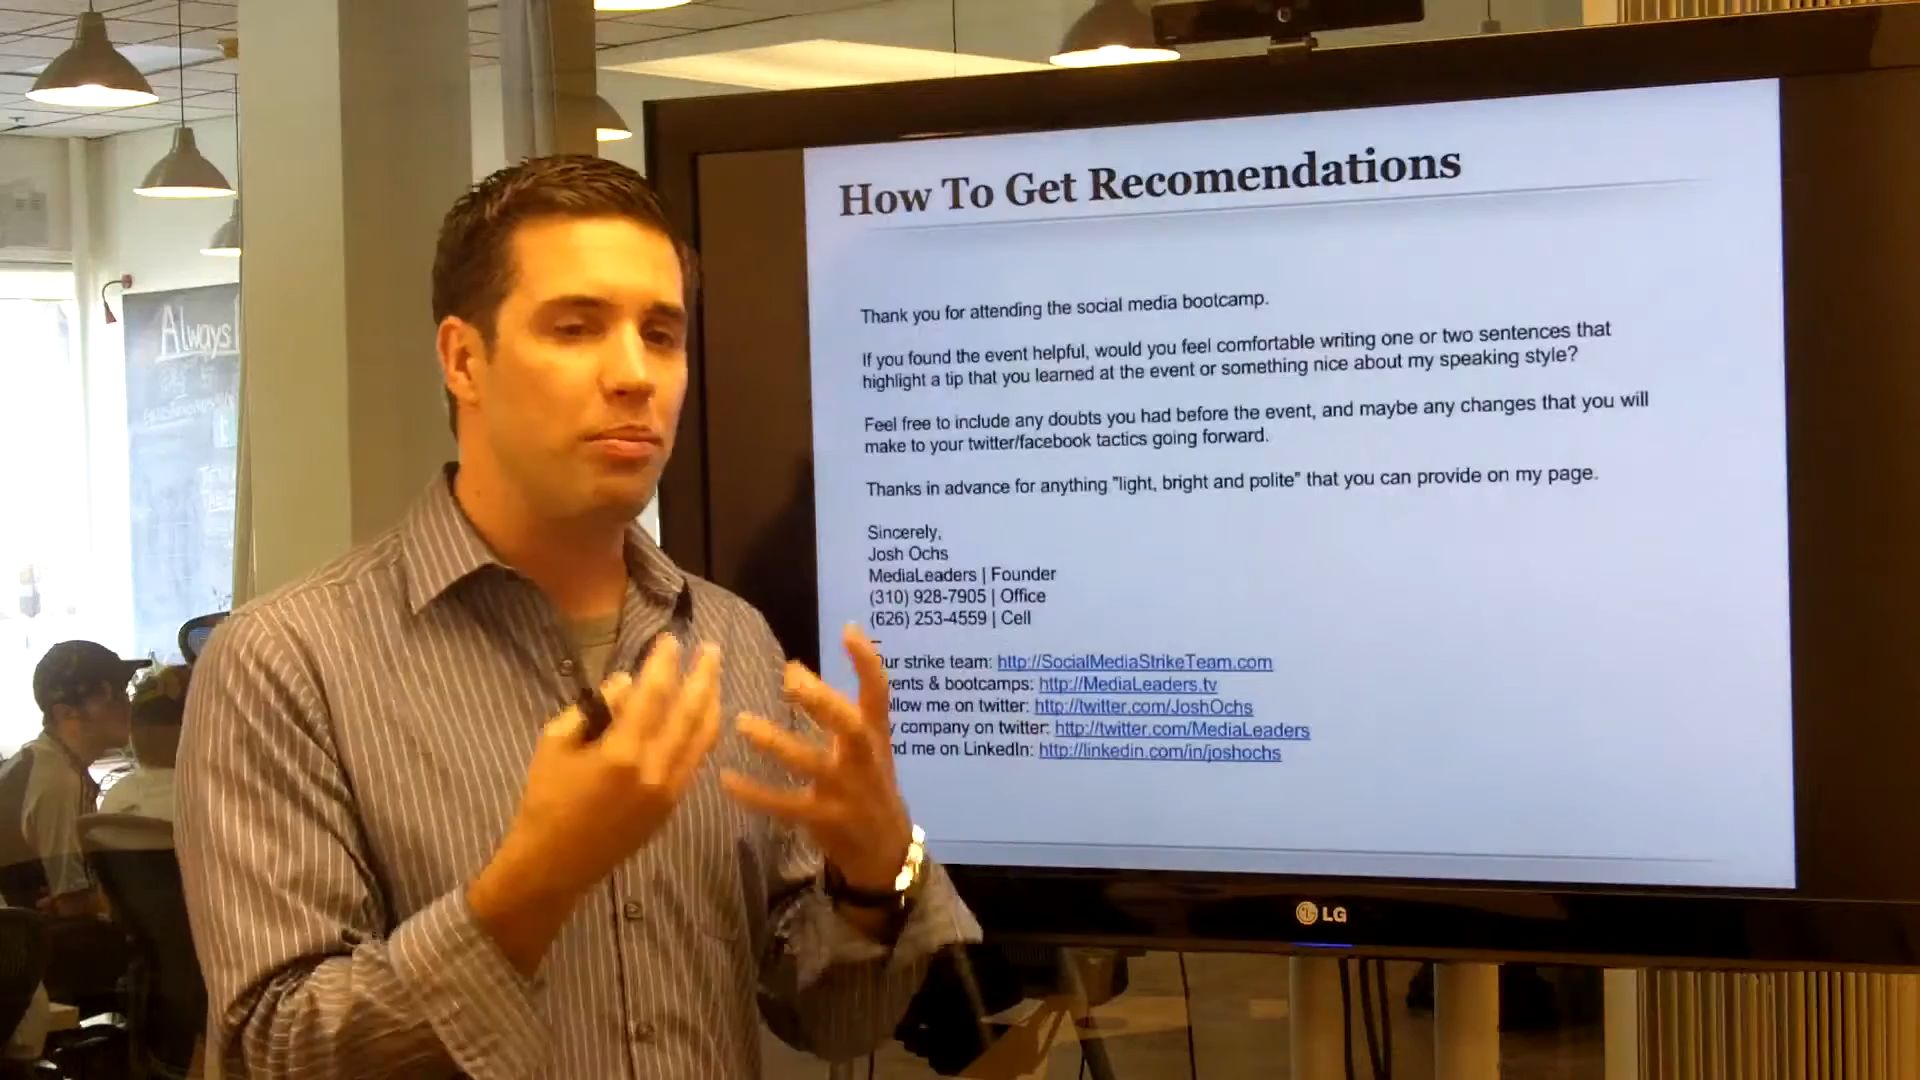 How To Get Recomendations
Thank you for attending the social media bootcamp.
If you found the event helpful, would you feel comfortable writing one or two sentences that
highlight a tip that you learned at the event or something nice about my speaking style?
Feel free to include any doubts you had before the event, and maybe any changes that you will
make to your twitter/facebook tactics going forward.
Thanks in advance for anything "light, bright and polite" that you can provide on my page.
Sincerely,
Josh Ochs
MediaLeaders | Founder
(310) 928-7905 | Office
(626) 253-4559 | Cell
–
ur strike team: http://SocialMediaStrikeTeam.com
ents & bootcamps: http://MediaLeaders.tv
llow me on twitter: http://twitter.com/JoshOchs
y company on twitter: http://twitter.com/MediaLeaders
nd me on LinkedIn: http://linkedin.com/in/joshochs
LG
Always